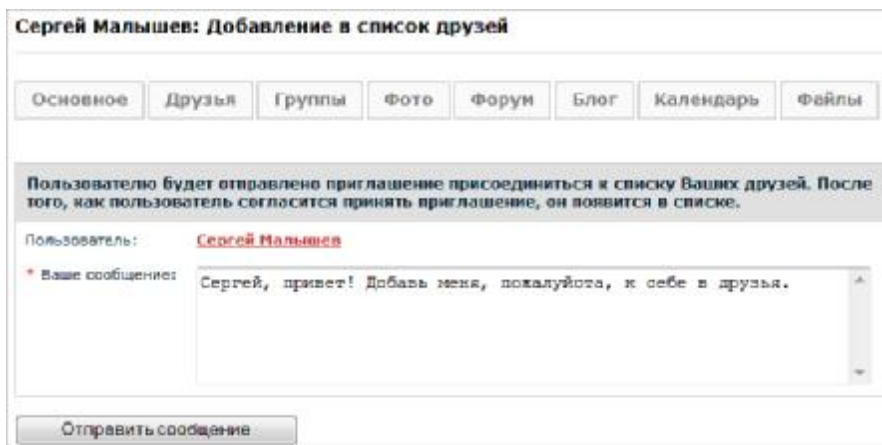 Сергей Малышев: Добавление в список друзей
Основное Друзья Группы Фото Форум Блог Календарь Файлы
Пользователю будет отправлено приглашение присоединиться к списку Ваших друзей. После
того, как пользователь согласится принять приглашение, он появится в списке.
Пользователь: Сергей Малышев
* Ваше сообщение: Сергей, привет! Добавь меня, пожалуйста, к себе в друзья.
Отправить сообщение